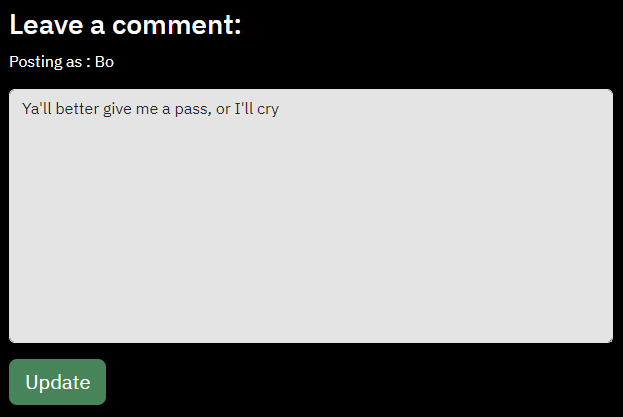 Leave a comment:
Posting as : Bo
Ya'll better give me a pass, or I'll cry
Update